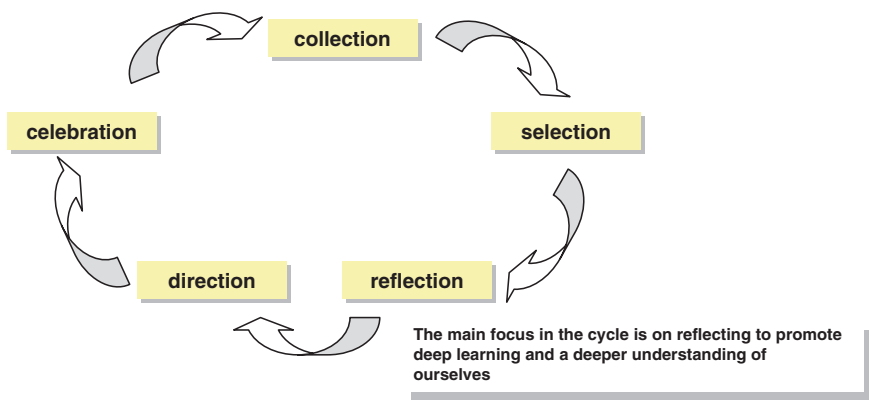 collection
celebration
selection
direction
reflection
The main focus in the cycle is on reflecting to promote
deep learning and a deeper understanding of
ourselves